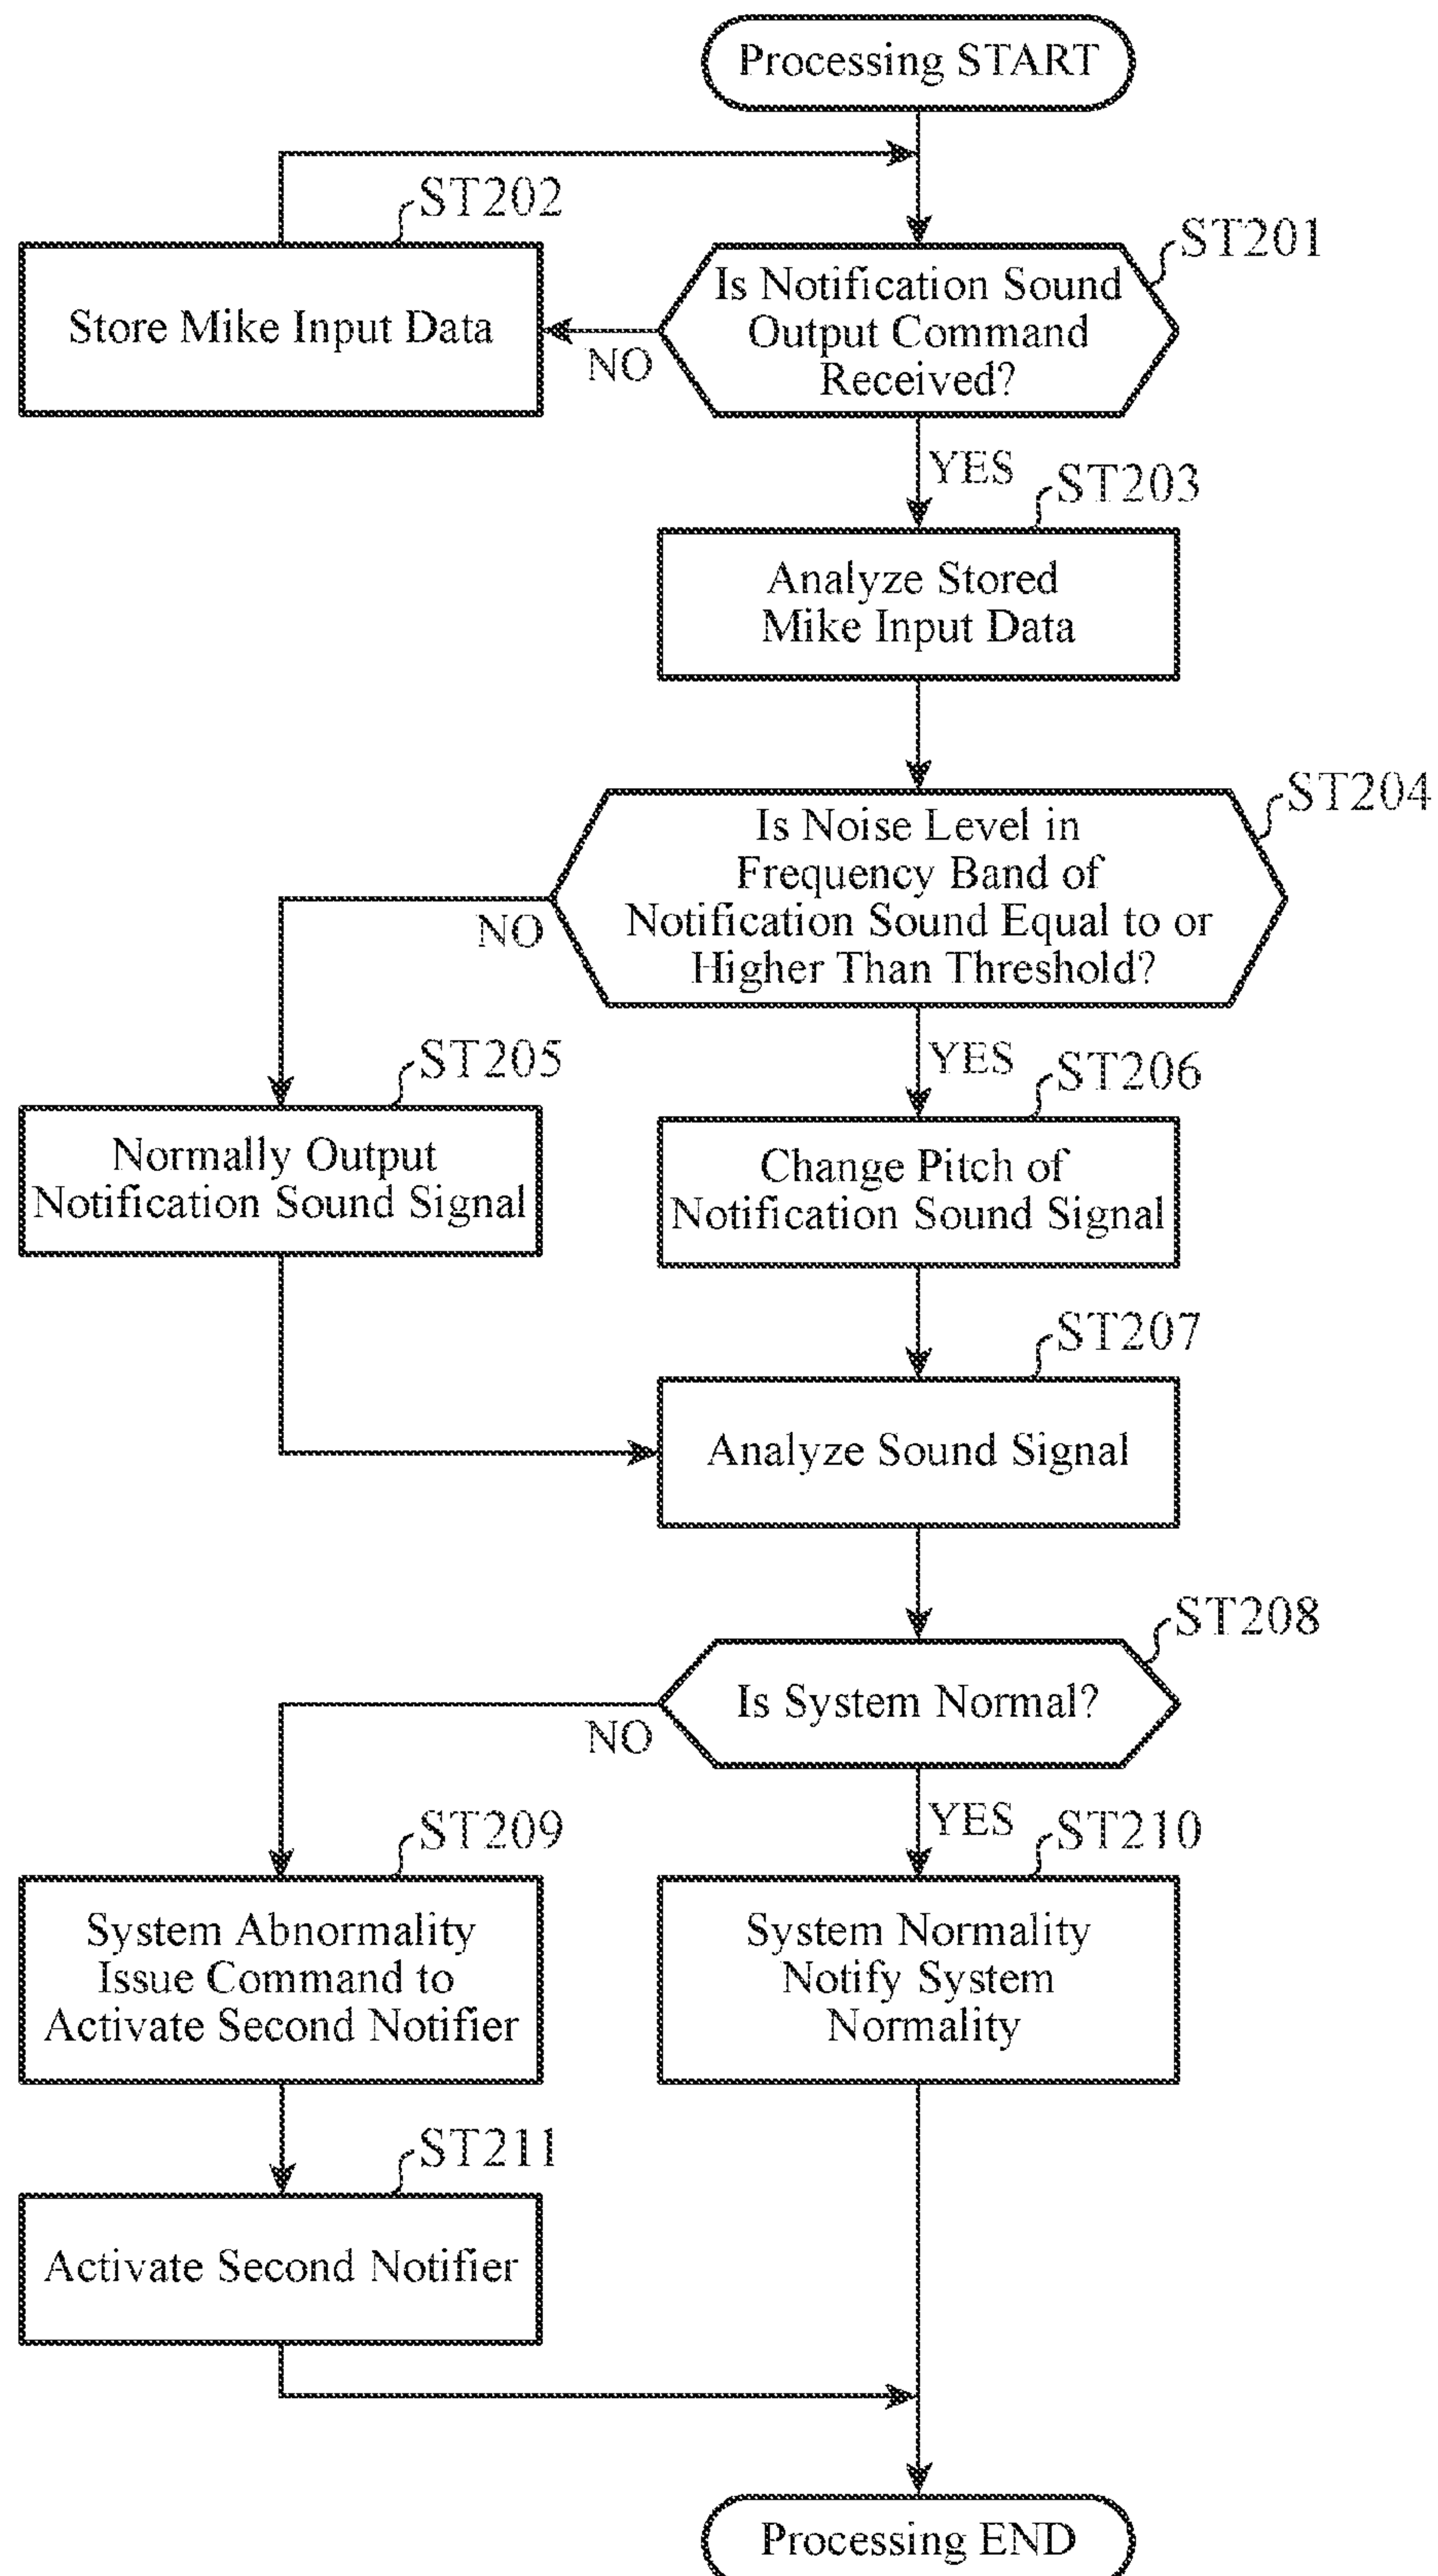 Processing START
ST202
ST201
Store Mike Input Data
Is Notification Sound
Output Command
Received?
NO
YES
ST203
Analyze Stored
Mike Input Data
ST204
Is Noise Level in
Frequency Band of
Notification Sound Equal to or
Higher Than Threshold?
NO
YES
ST205
ST206
Normally Output
Notification Sound Signal
Change Pitch of
Notification Sound Signal
ST207
Analyze Sound Signal
ST208
Is System Normal?
NO
YES
ST209
ST210
System Abnormality
Issue Command to
Activate Second Notifier
System Normality
Notify System
Normality
ST211
Activate Second Notifier
Processing END